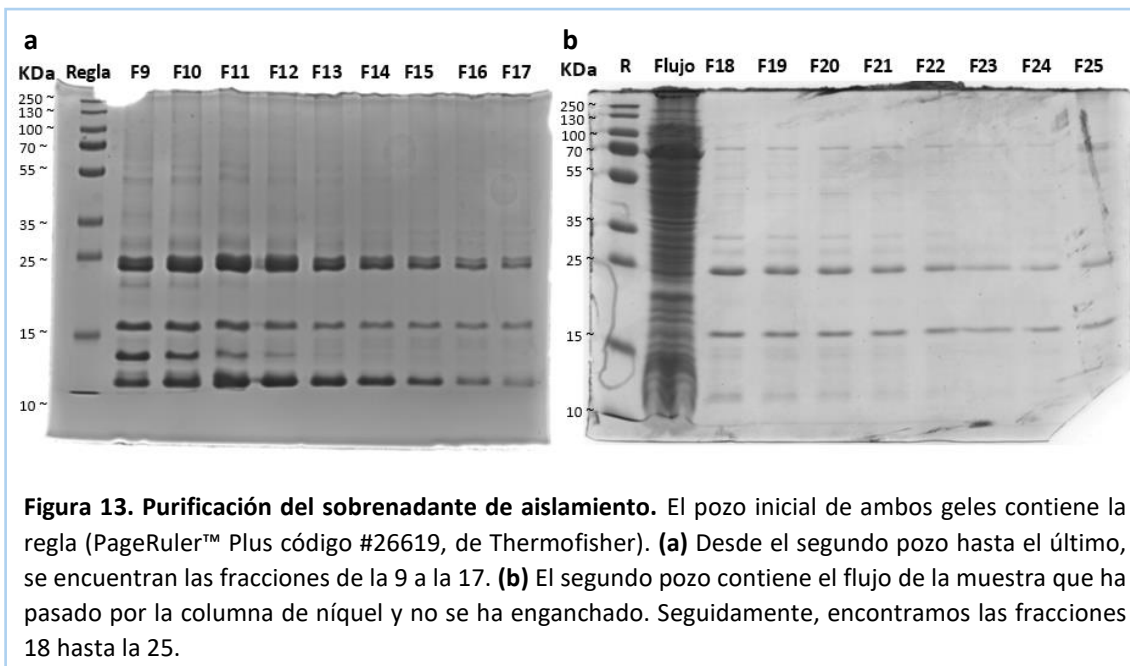 a
KDa Regla F9 F10 F11 F12 F13 F14 F15 F16 F17
250 ~
130 ~
100 ~
70 ~
55 ~
35 ~
25 ~
15 ~
10 ~
b
KDa R Flujo F18 F19 F20 F21 F22 F23 F24 F25
250 ~
130 ~
100 ~
70 ~
55 ~
35 ~
25 ~
15 ~
10 ~
Figura 13. Purificación del sobrenadante de aislamiento. El pozo inicial de ambos geles contiene la
regla (PageRuler™ Plus código #26619, de Thermofisher). (a) Desde el segundo pozo hasta el último,
se encuentran las fracciones de la 9 a la 17. (b) El segundo pozo contiene el flujo de la muestra que ha
pasado por la columna de níquel y no se ha enganchado. Seguidamente, encontramos las fracciones
18 hasta la 25.